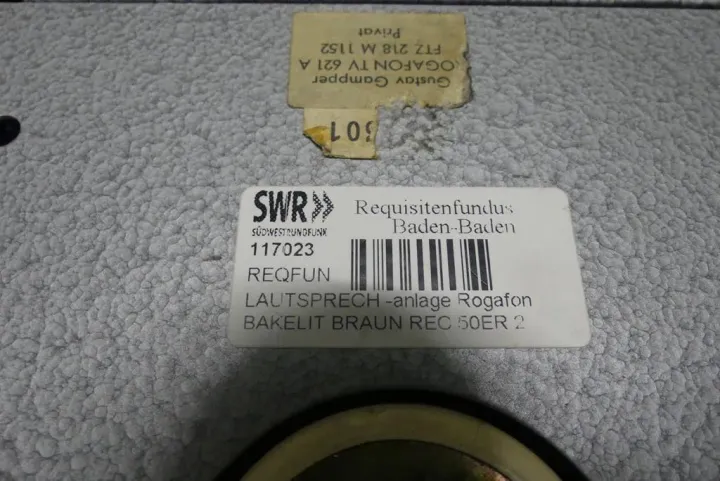 Gustav Gampper
OGAFON TV 621 A
FTZ 218 M 1152
Privat
601
SWR
SÜDWESTRUNDFUNK
117023
Requisitenfundus
Baden-Baden
REQFUN
LAUTSPRECH -anlage Rogafon
BAKELIT BRAUN REC 50ER 2